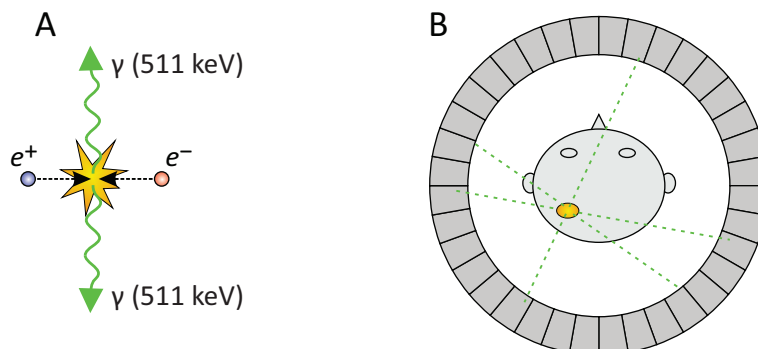 A
B
γ (511 keV)
e⁺
e⁻
γ (511 keV)